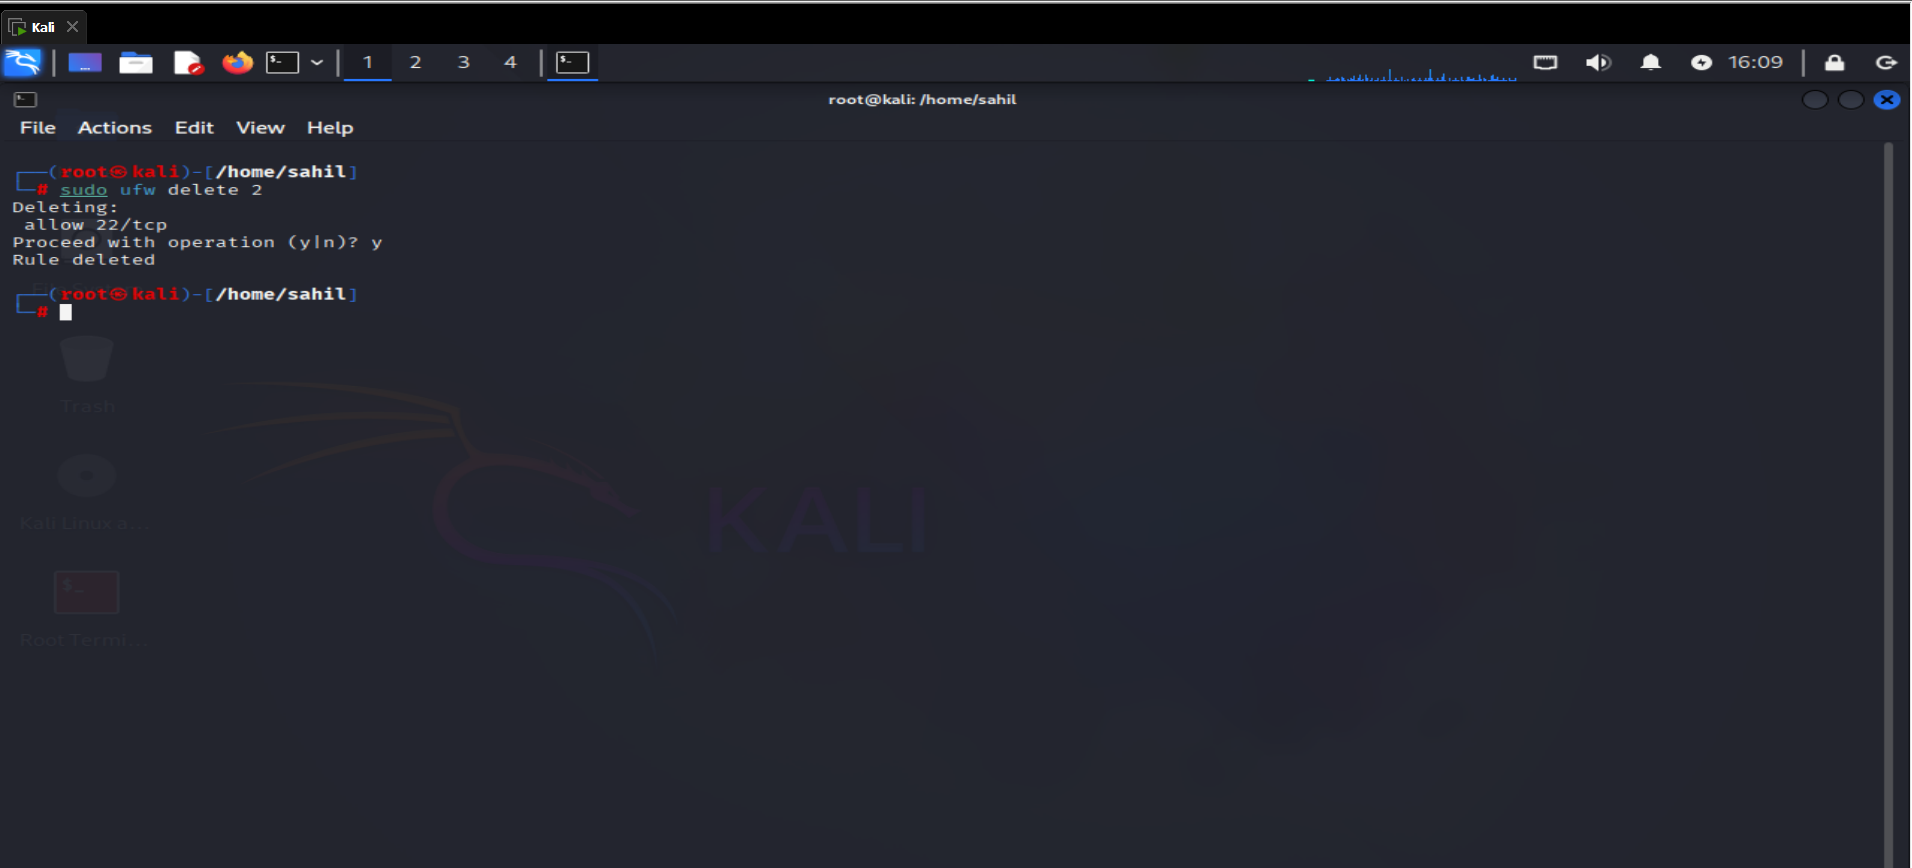 Kali
1 2 3 4
16:09
root@kali: /home/sahil
File Actions Edit View Help
┌──(root㉿kali)-[/home/sahil]
└─# sudo ufw delete 2
Deleting:
 allow 22/tcp
Proceed with operation (y|n)? y
Rule deleted
┌──(root㉿kali)-[/home/sahil]
└─#
Trash
Kali Linux a...
KALI
$_
Root Termi...